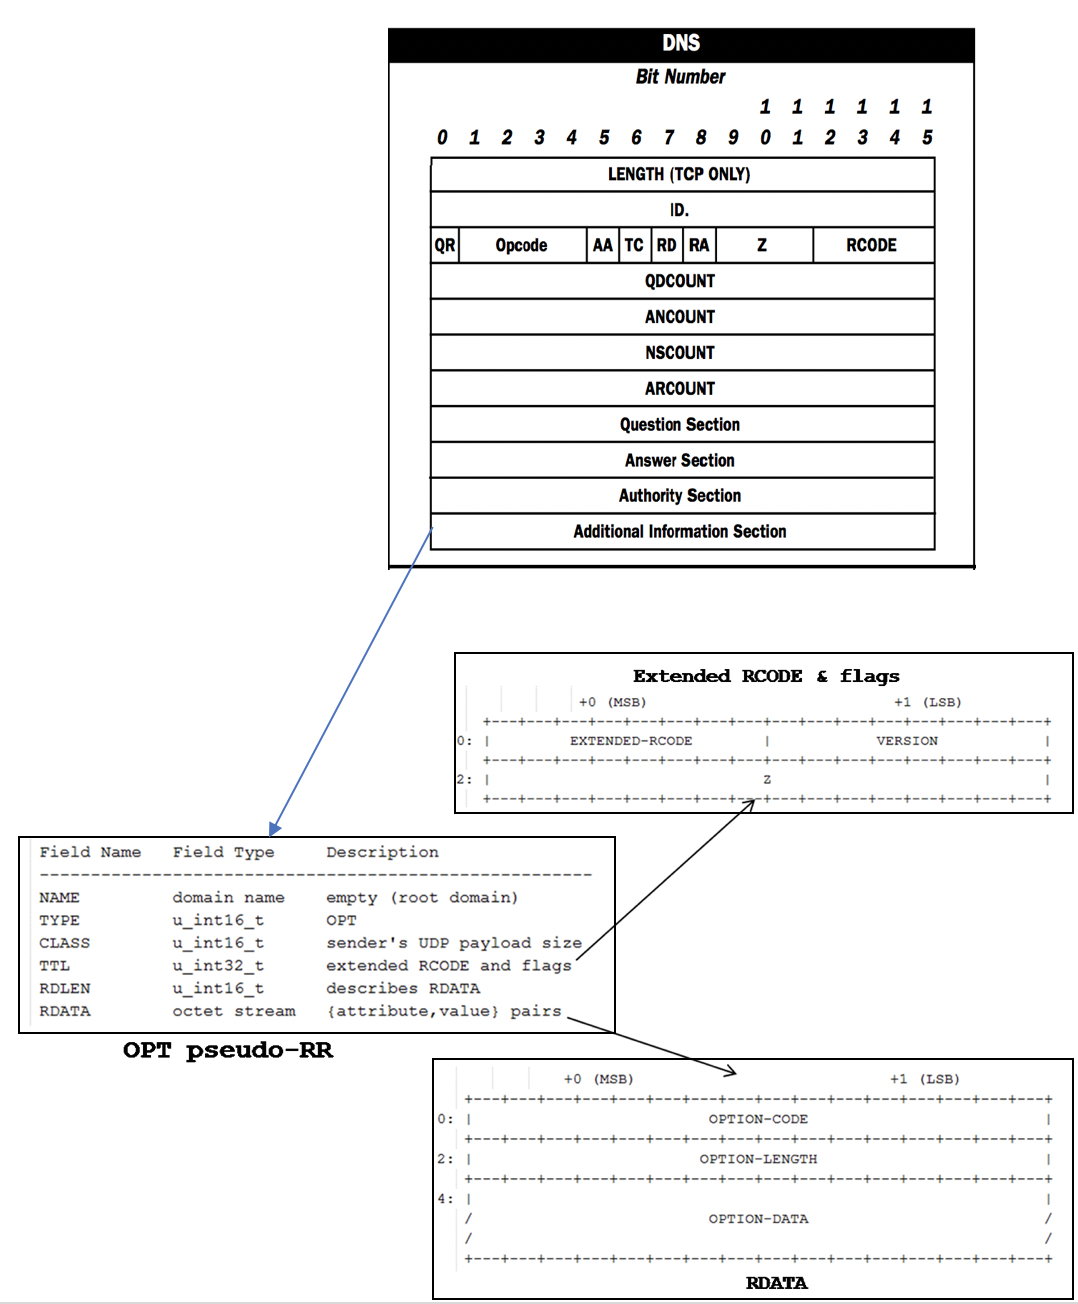 DNS
Bit Number
1 1 1 1 1 1
0 1 2 3 4 5 6 7 8 9 0 1 2 3 4 5
LENGTH (TCP ONLY)
ID.
QR Opcode AA TC RD RA Z RCODE
QDCOUNT
ANCOUNT
NSCOUNT
ARCOUNT
Question Section
Answer Section
Authority Section
Additional Information Section
Extended RCODE & flags
+0 (MSB) +1 (LSB)
+---+---+---+---+---+---+---+---+---+---+---+---+---+---+---+---+
0: | EXTENDED-RCODE | VERSION |
+---+---+---+---+---+---+---+---+---+---+---+---+---+---+---+---+
2: | Z |
+---+---+---+---+---+---+---+---+---+---+---+---+---+---+---+---+
Field Name Field Type Description
------------------------------------------------------
NAME domain name empty (root domain)
TYPE u_int16_t OPT
CLASS u_int16_t sender's UDP payload size
TTL u_int32_t extended RCODE and flags
RDLEN u_int16_t describes RDATA
RDATA octet stream {attribute,value} pairs
OPT pseudo-RR
+0 (MSB) +1 (LSB)
+---+---+---+---+---+---+---+---+---+---+---+---+---+---+---+---+
0: | OPTION-CODE |
+---+---+---+---+---+---+---+---+---+---+---+---+---+---+---+---+
2: | OPTION-LENGTH |
+---+---+---+---+---+---+---+---+---+---+---+---+---+---+---+---+
4: | |
/ OPTION-DATA /
/ /
+---+---+---+---+---+---+---+---+---+---+---+---+---+---+---+---+
RDATA